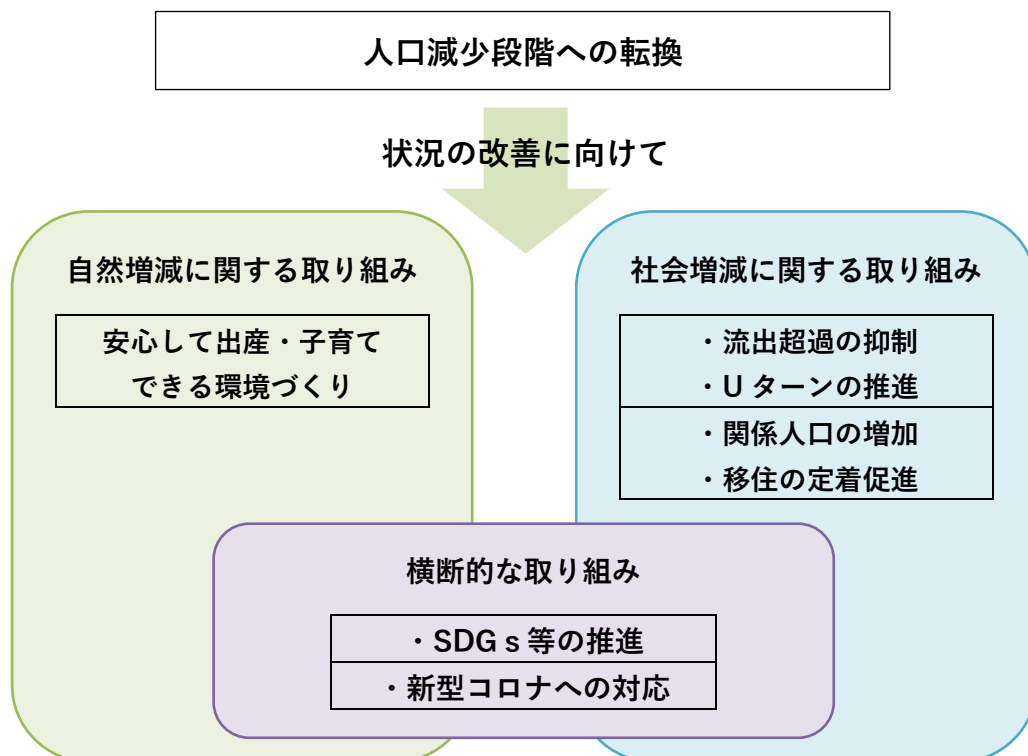 人口減少段階への転換
状況の改善に向けて
自然増減に関する取り組み
安心して出産・子育て
できる環境づくり
社会増減に関する取り組み
・流出超過の抑制
・U ターンの推進
・関係人口の増加
・移住の定着促進
横断的な取り組み
・SDGｓ等の推進
・新型コロナへの対応